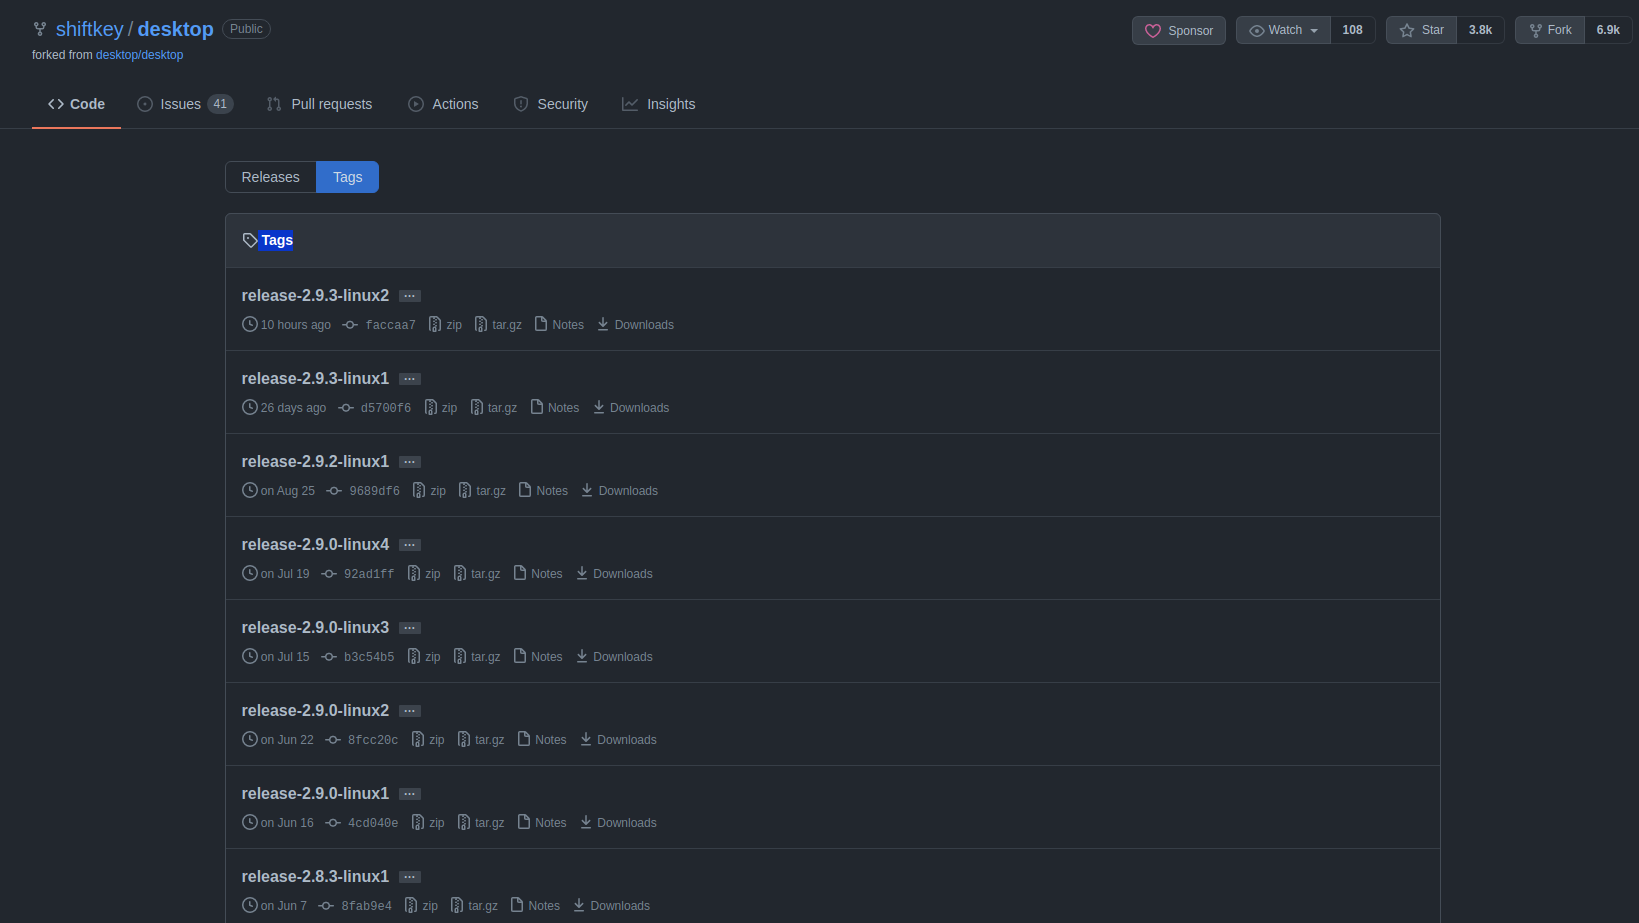 shiftkey / desktop Public
Sponsor Watch 108 Star 3.8k Fork 6.9k
forked from desktop/desktop
Code Issues 41 Pull requests Actions Security Insights
Releases Tags
Tags
release-2.9.3-linux2 ...
10 hours ago faccaa7 zip tar.gz Notes Downloads
release-2.9.3-linux1 ...
26 days ago d5700f6 zip tar.gz Notes Downloads
release-2.9.2-linux1 ...
on Aug 25 9689df6 zip tar.gz Notes Downloads
release-2.9.0-linux4 ...
on Jul 19 92ad1ff zip tar.gz Notes Downloads
release-2.9.0-linux3 ...
on Jul 15 b3c54b5 zip tar.gz Notes Downloads
release-2.9.0-linux2 ...
on Jun 22 8fcc20c zip tar.gz Notes Downloads
release-2.9.0-linux1 ...
on Jun 16 4cd040e zip tar.gz Notes Downloads
release-2.8.3-linux1 ...
on Jun 7 8fab9e4 zip tar.gz Notes Downloads